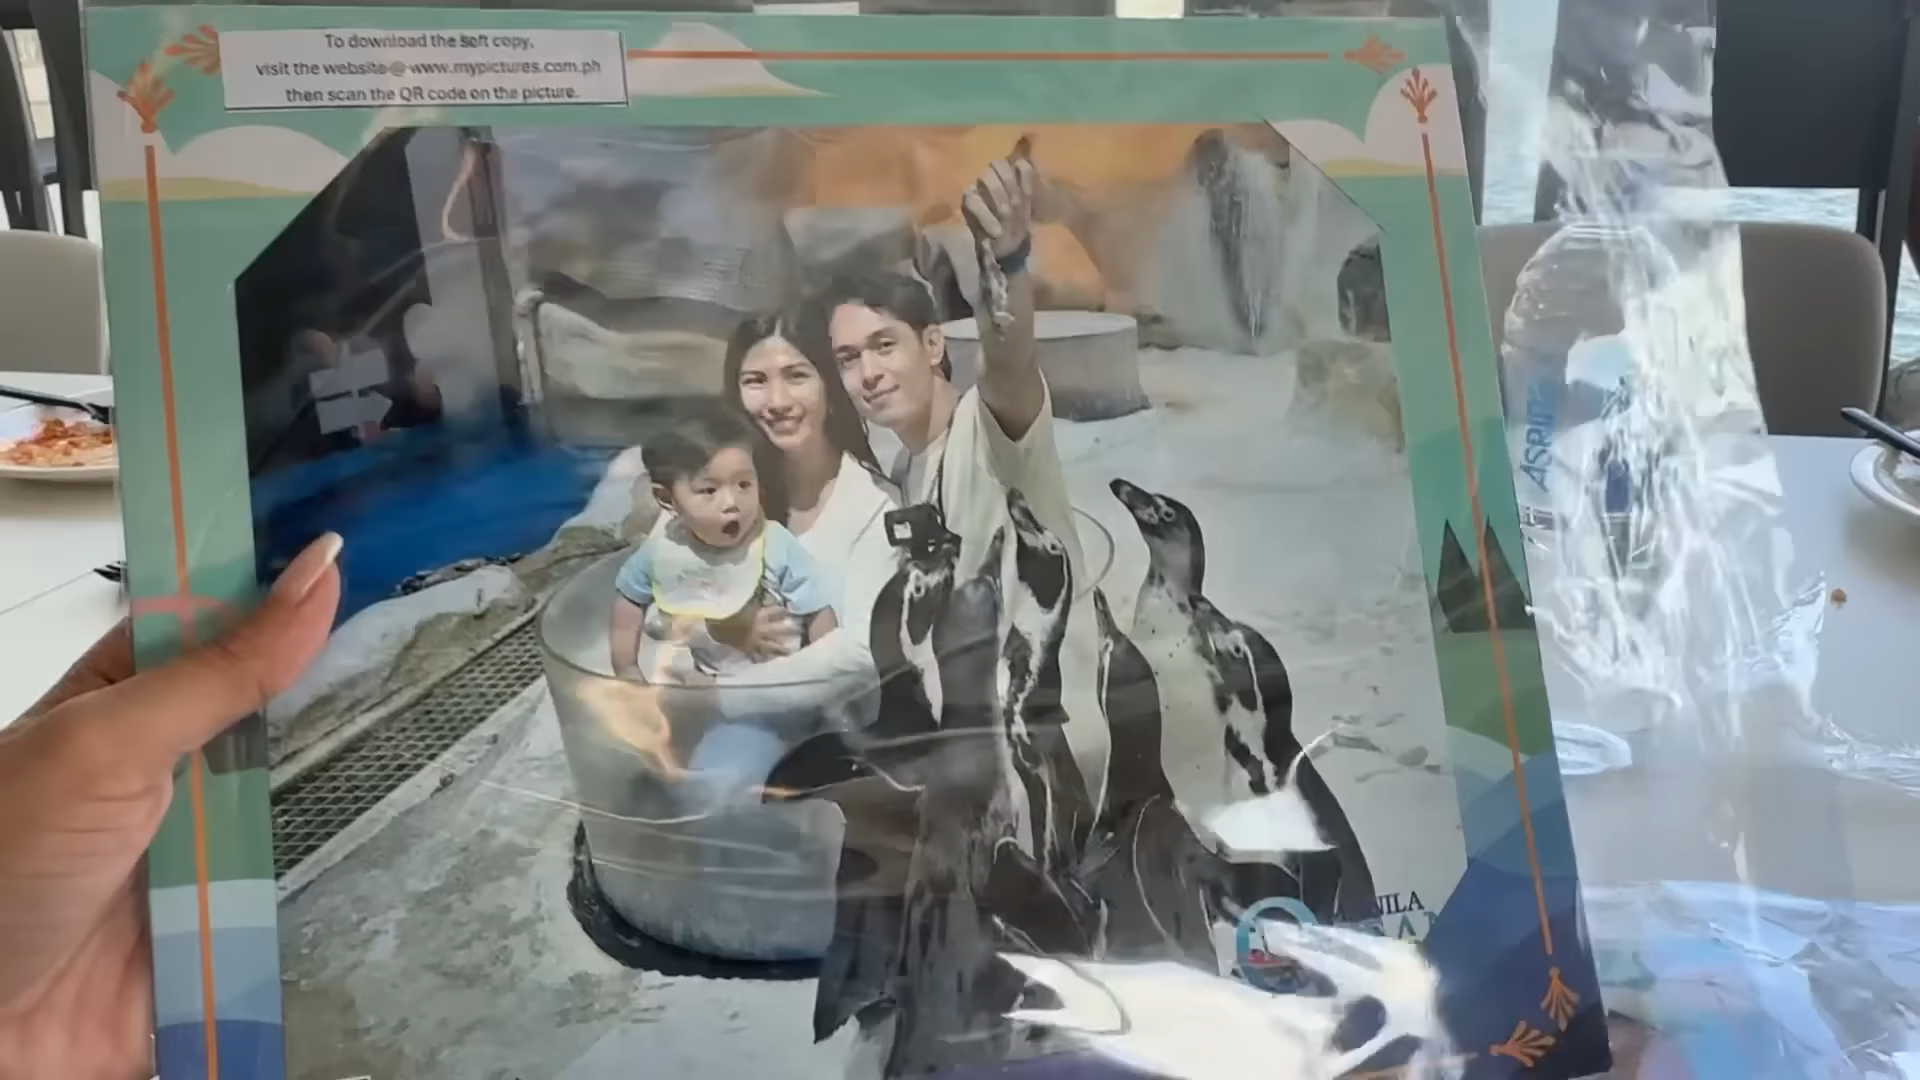 To download the soft copy,
visit the website@ www.mypictures.com.ph
then scan the QR code on the picture.
MANILA